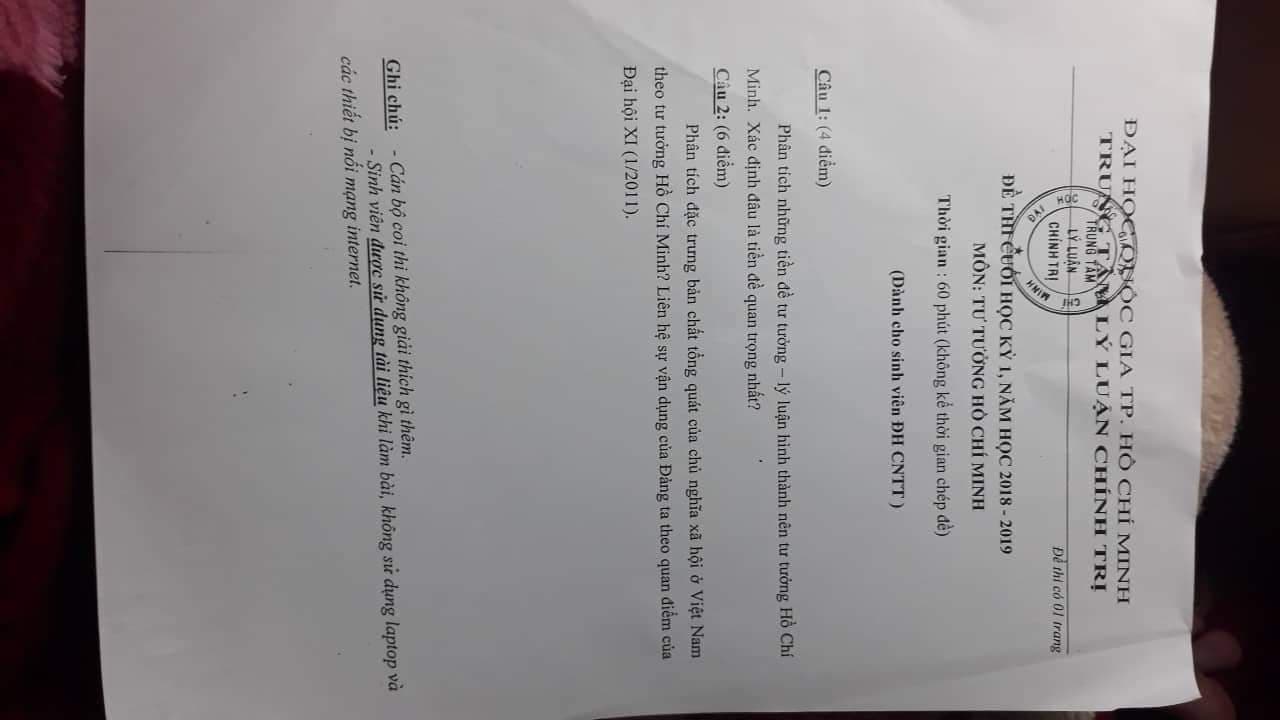 ĐẠI HỌC QUỐC GIA TP. HỒ CHÍ MINH
TRUNG TÂM LÝ LUẬN CHÍNH TRỊ
ĐẠI HỌC QUỐC GIA TP HỒ CHÍ MINH
TRUNG TÂM
LÝ LUẬN
CHÍNH TRỊ
Đề thi có 01 trang
ĐỀ THI CUỐI HỌC KỲ 1, NĂM HỌC 2018 - 2019
MÔN: TƯ TƯỞNG HỒ CHÍ MINH
Thời gian : 60 phút (không kể thời gian chép đề)
(Dành cho sinh viên ĐH CNTT )
Câu 1: (4 điểm)
Phân tích những tiền đề tư tưởng – lý luận hình thành nên tư tưởng Hồ Chí
Minh. Xác định đâu là tiền đề quan trọng nhất?
Câu 2: (6 điểm)
Phân tích đặc trưng bản chất tổng quát của chủ nghĩa xã hội ở Việt Nam
theo tư tưởng Hồ Chí Minh? Liên hệ sự vận dụng của Đảng ta theo quan điểm của
Đại hội XI (1/2011).
Ghi chú: - Cán bộ coi thi không giải thích gì thêm.
- Sinh viên được sử dụng tài liệu khi làm bài, không sử dụng laptop và
các thiết bị nối mạng internet.